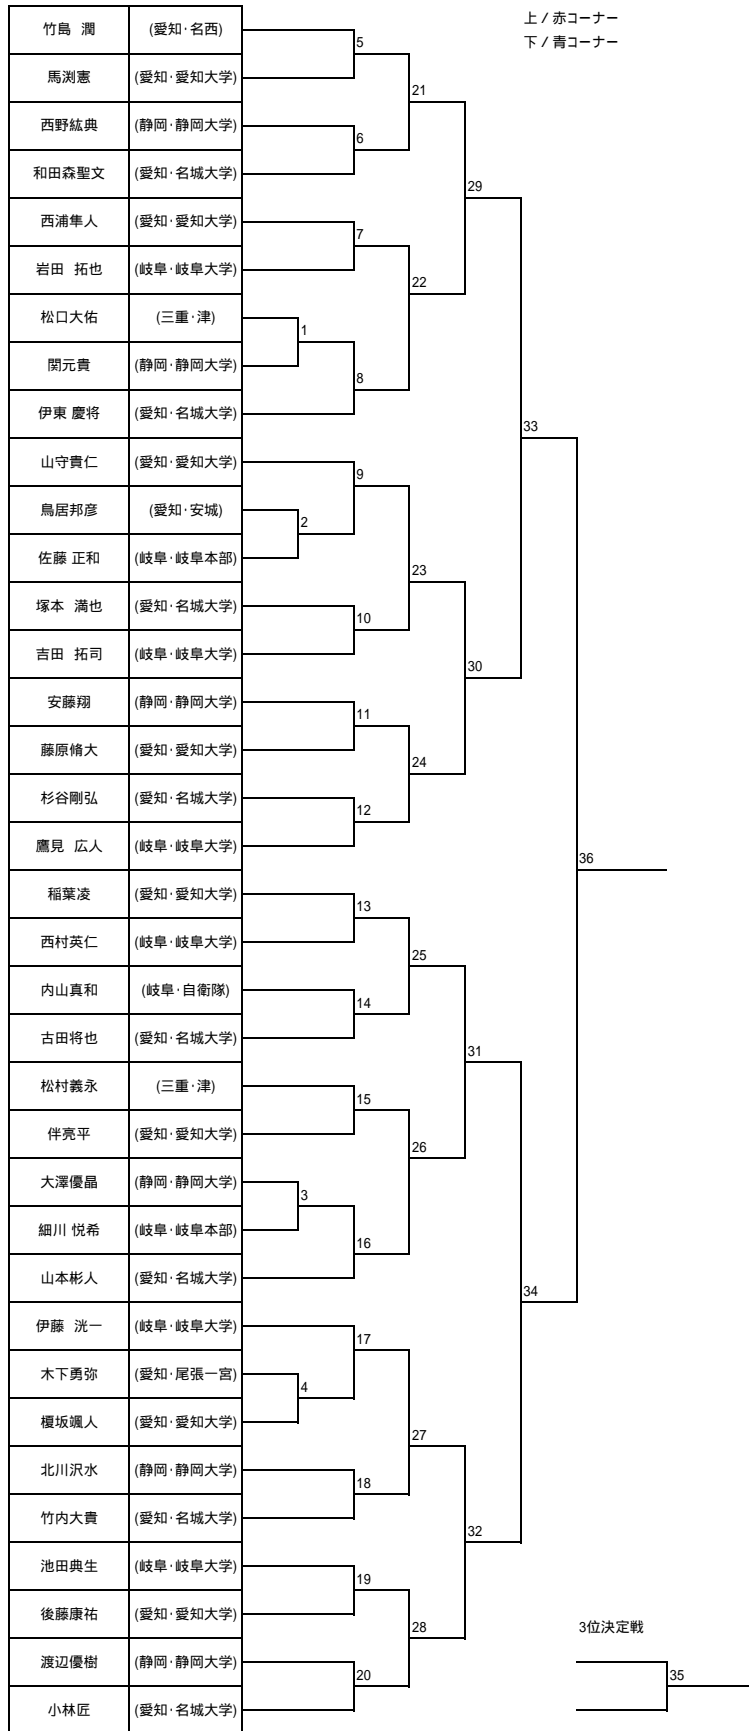 上 / 赤コーナー
下 / 青コーナー
竹島 潤 (愛知・名西)
5
馬渕憲 (愛知・愛知大学)
21
西野紘典 (静岡・静岡大学)
6
和田森聖文 (愛知・名城大学)
29
西浦隼人 (愛知・愛知大学)
7
岩田 拓也 (岐阜・岐阜大学)
22
松口大佑 (三重・津)
1
関元貴 (静岡・静岡大学)
8
伊東 慶将 (愛知・名城大学)
33
山守貴仁 (愛知・愛知大学)
9
鳥居邦彦 (愛知・安城)
2
佐藤 正和 (岐阜・岐阜本部)
23
塚本 満也 (愛知・名城大学)
10
吉田 拓司 (岐阜・岐阜大学)
30
安藤翔 (静岡・静岡大学)
11
藤原脩大 (愛知・愛知大学)
24
杉谷剛弘 (愛知・名城大学)
12
鷹見 広人 (岐阜・岐阜大学)
36
稲葉凌 (愛知・愛知大学)
13
西村英仁 (岐阜・岐阜大学)
25
内山真和 (岐阜・自衛隊)
14
古田将也 (愛知・名城大学)
31
松村義永 (三重・津)
15
伴亮平 (愛知・愛知大学)
26
大澤優晶 (静岡・静岡大学)
3
細川 悦希 (岐阜・岐阜本部)
16
山本彬人 (愛知・名城大学)
34
伊藤 洸一 (岐阜・岐阜大学)
17
木下勇弥 (愛知・尾張一宮)
4
榎坂颯人 (愛知・愛知大学)
27
北川沢水 (静岡・静岡大学)
18
竹内大貴 (愛知・名城大学)
32
池田典生 (岐阜・岐阜大学)
19
後藤康祐 (愛知・愛知大学)
28
3位決定戦
渡辺優樹 (静岡・静岡大学)
20
35
小林匠 (愛知・名城大学)